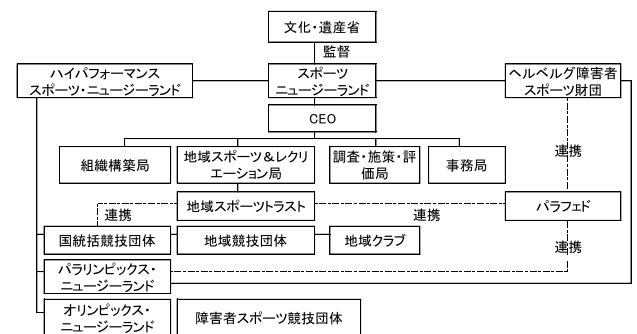 文化・遺産省
監督
ハイパフォーマンス
スポーツ・ニュージーランド
スポーツ
ニュージーランド
ヘルベルグ障害者
スポーツ財団
CEO
組織構築局
地域スポーツ＆レクリ
エーション局
調査・施策・評
価局
事務局
連携
地域スポーツトラスト
連携
連携
パラフェド
国統括競技団体
地域競技団体
地域クラブ
連携
パラリンピックス・
ニュージーランド
オリンピックス・
ニュージーランド
障害者スポーツ競技団体